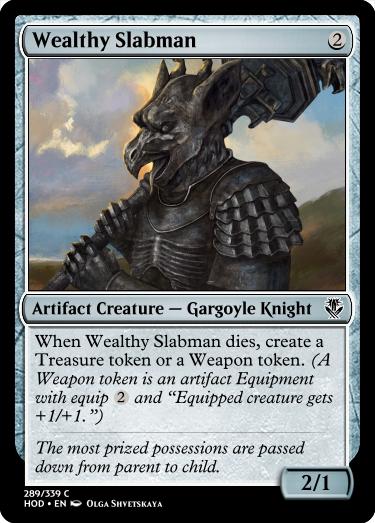 Wealthy Slabman 2
Artifact Creature — Gargoyle Knight
When Wealthy Slabman dies, create a
Treasure token or a Weapon token. (A
Weapon token is an artifact Equipment
with equip 2 and “Equipped creature gets
+1/+1.”)
The most prized possessions are passed
down from parent to child.
2/1
289/339 C
HOD • EN Olga Shvetskaya